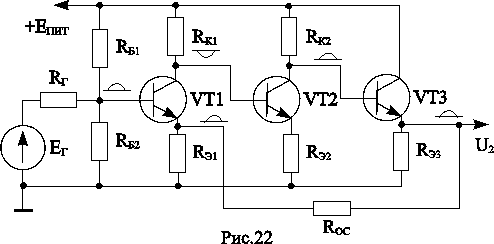 +EПИТ
RБ1
RК1
RК2
RГ
VT1
VT2
VT3
EГ
RБ2
RЭ1
RЭ2
RЭ3
U2
RОС
Рис.22